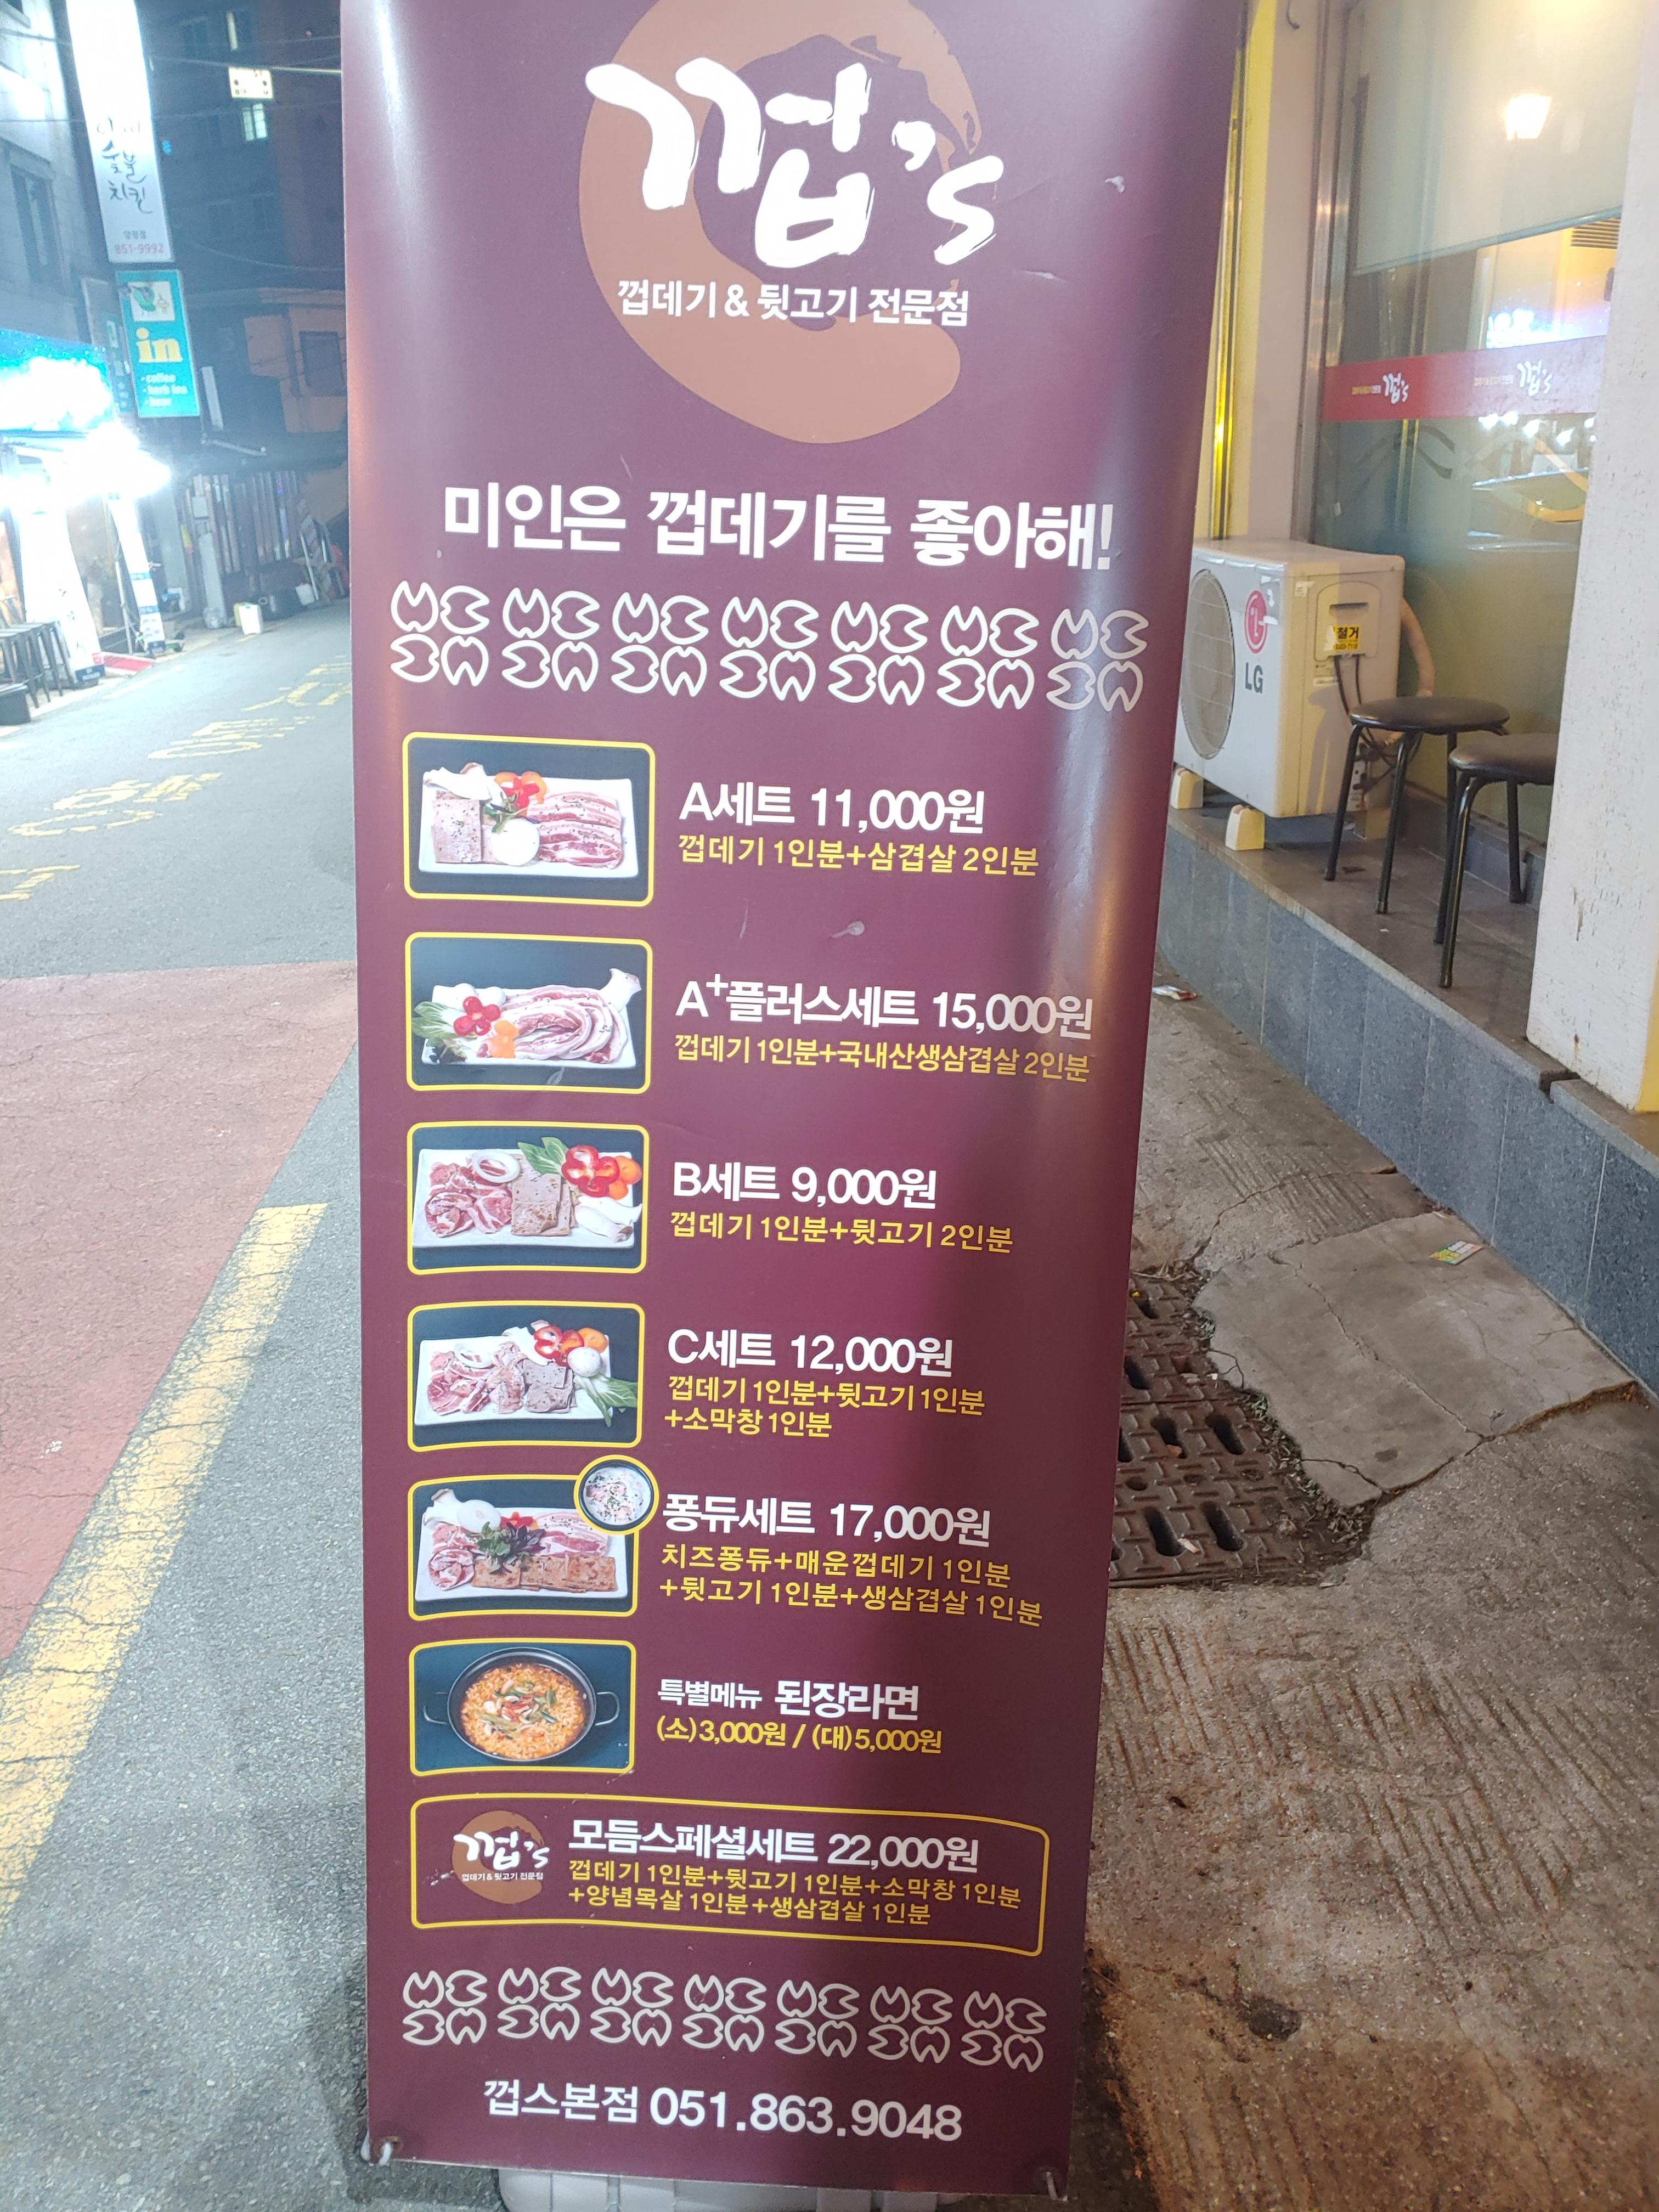 껍's
껍데기 & 뒷고기 전문점
미인은 껍데기를 좋아해!
A세트 11,000원
껍데기 1인분+삼겹살 2인분
A+플러스세트 15,000원
껍데기 1인분+국내산생삼겹살 2인분
B세트 9,000원
껍데기 1인분+뒷고기 2인분
C세트 12,000원
껍데기 1인분+뒷고기 1인분
+소막창 1인분
퐁듀세트 17,000원
치즈퐁듀+매운껍데기 1인분
+뒷고기 1인분+생삼겹살 1인분
특별메뉴 된장라면
(소)3,000원 / (대)5,000원
껍's
껍데기 & 뒷고기 전문점
모듬스페셜세트 22,000원
껍데기 1인분+뒷고기 1인분+소막창 1인분
+양념목살 1인분+생삼겹살 1인분
껍스본점 051.863.9048
숯불
치킨
851-9992
in
coffee
껍's
껍's
LG
철거